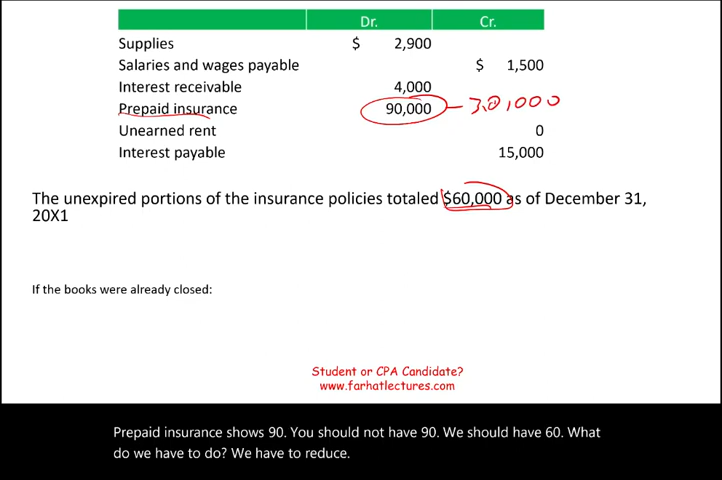 Dr. Cr.
Supplies $ 2,900
Salaries and wages payable $ 1,500
Interest receivable 4,000
Prepaid insurance 90,000 – 30,000
Unearned rent 0
Interest payable 15,000
The unexpired portions of the insurance policies totaled $60,000 as of December 31,
20X1
If the books were already closed:
Student or CPA Candidate?
www.farhatlectures.com
Prepaid insurance shows 90. You should not have 90. We should have 60. What
do we have to do? We have to reduce.